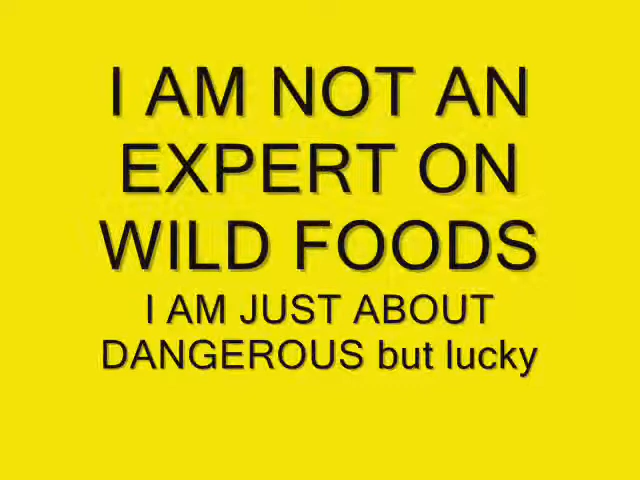 I AM NOT AN
EXPERT ON
WILD FOODS
I AM JUST ABOUT
DANGEROUS but lucky